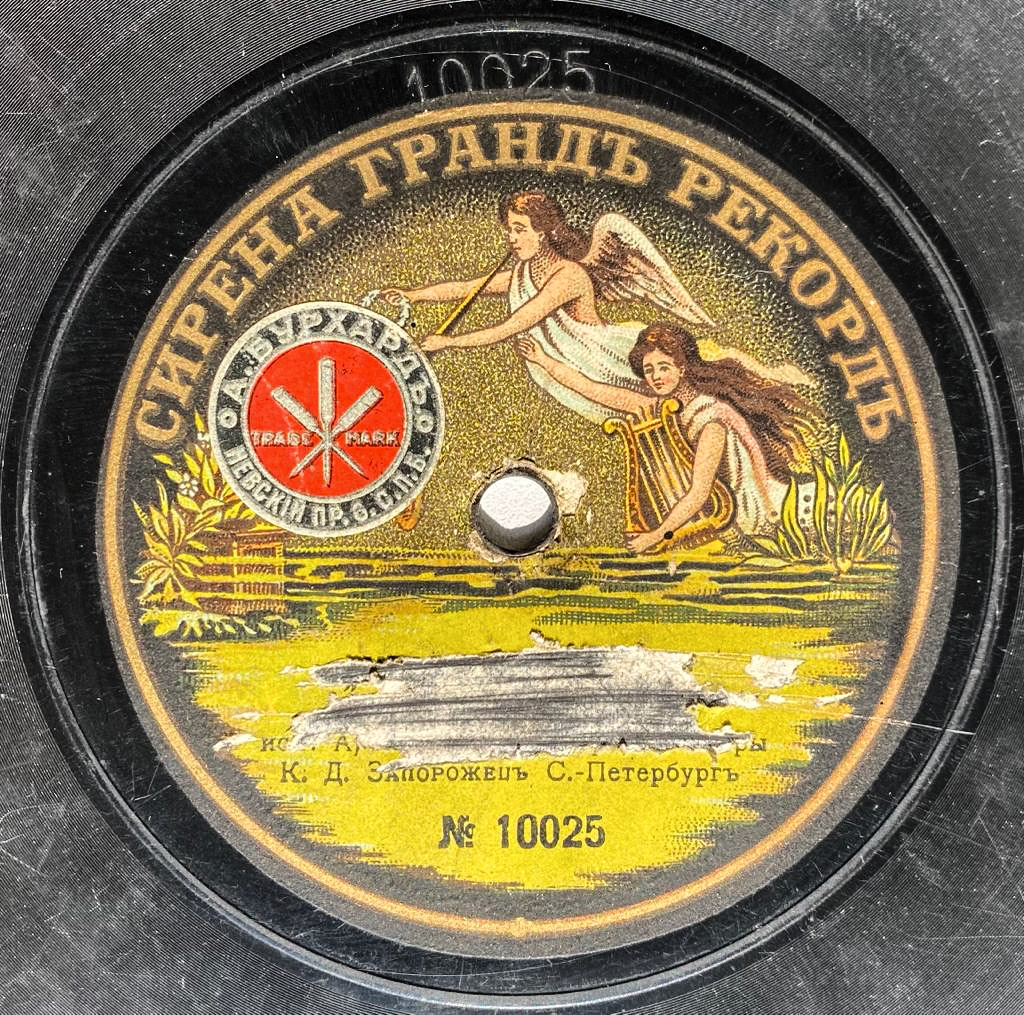 10025
СИРЕНА ГРАНДЪ РЕКОРДЪ
А. БУРХАРДЪ
TRADE MARK
НЕВСКІЙ ПР. 6. С.П.Б.
К. Д. Запорожецъ С.-Петербургъ
№ 10025